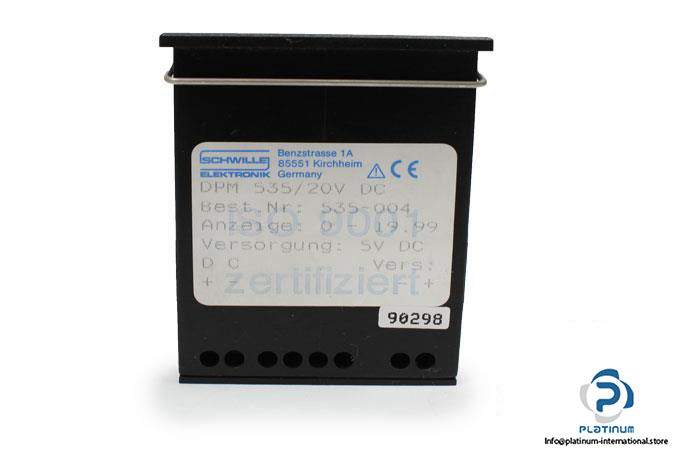 SCHWILLE
ELEKTRONIK
Benzstrasse 1A
85551 Kirchheim
Germany
CE
DPM 535/20V DC
Best.Nr: 535-004
ISO 9001
Anzeige: 0 19.99
Versorgung: 5V DC
D C Vers:
zertifiziert
+ - - +
90298
PLATINUM
Info@platinum-international.store